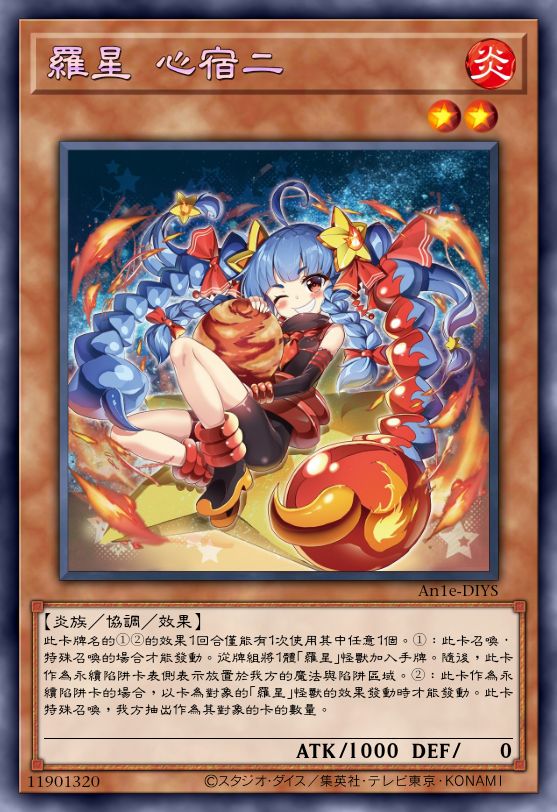 羅星 心宿二
炎
An1e-DIYS
【炎族／協調／效果】
此卡牌名的①②的效果1回合僅能有1次使用其中任意1個。①：此卡召喚・
特殊召喚的場合才能發動。從牌組將1體「羅星」怪獸加入手牌。隨後，此卡
作為永續陷阱卡表側表示放置於我方的魔法與陷阱區域。②：此卡作為永
續陷阱卡的場合，以卡為對象的「羅星」怪獸的效果發動時才能發動。此卡
特殊召喚，我方抽出作為其對象的卡的數量。
ATK/1000 DEF/ 0
11901320 ©スタジオ・ダイス／集英社・テレビ東京・KONAMI